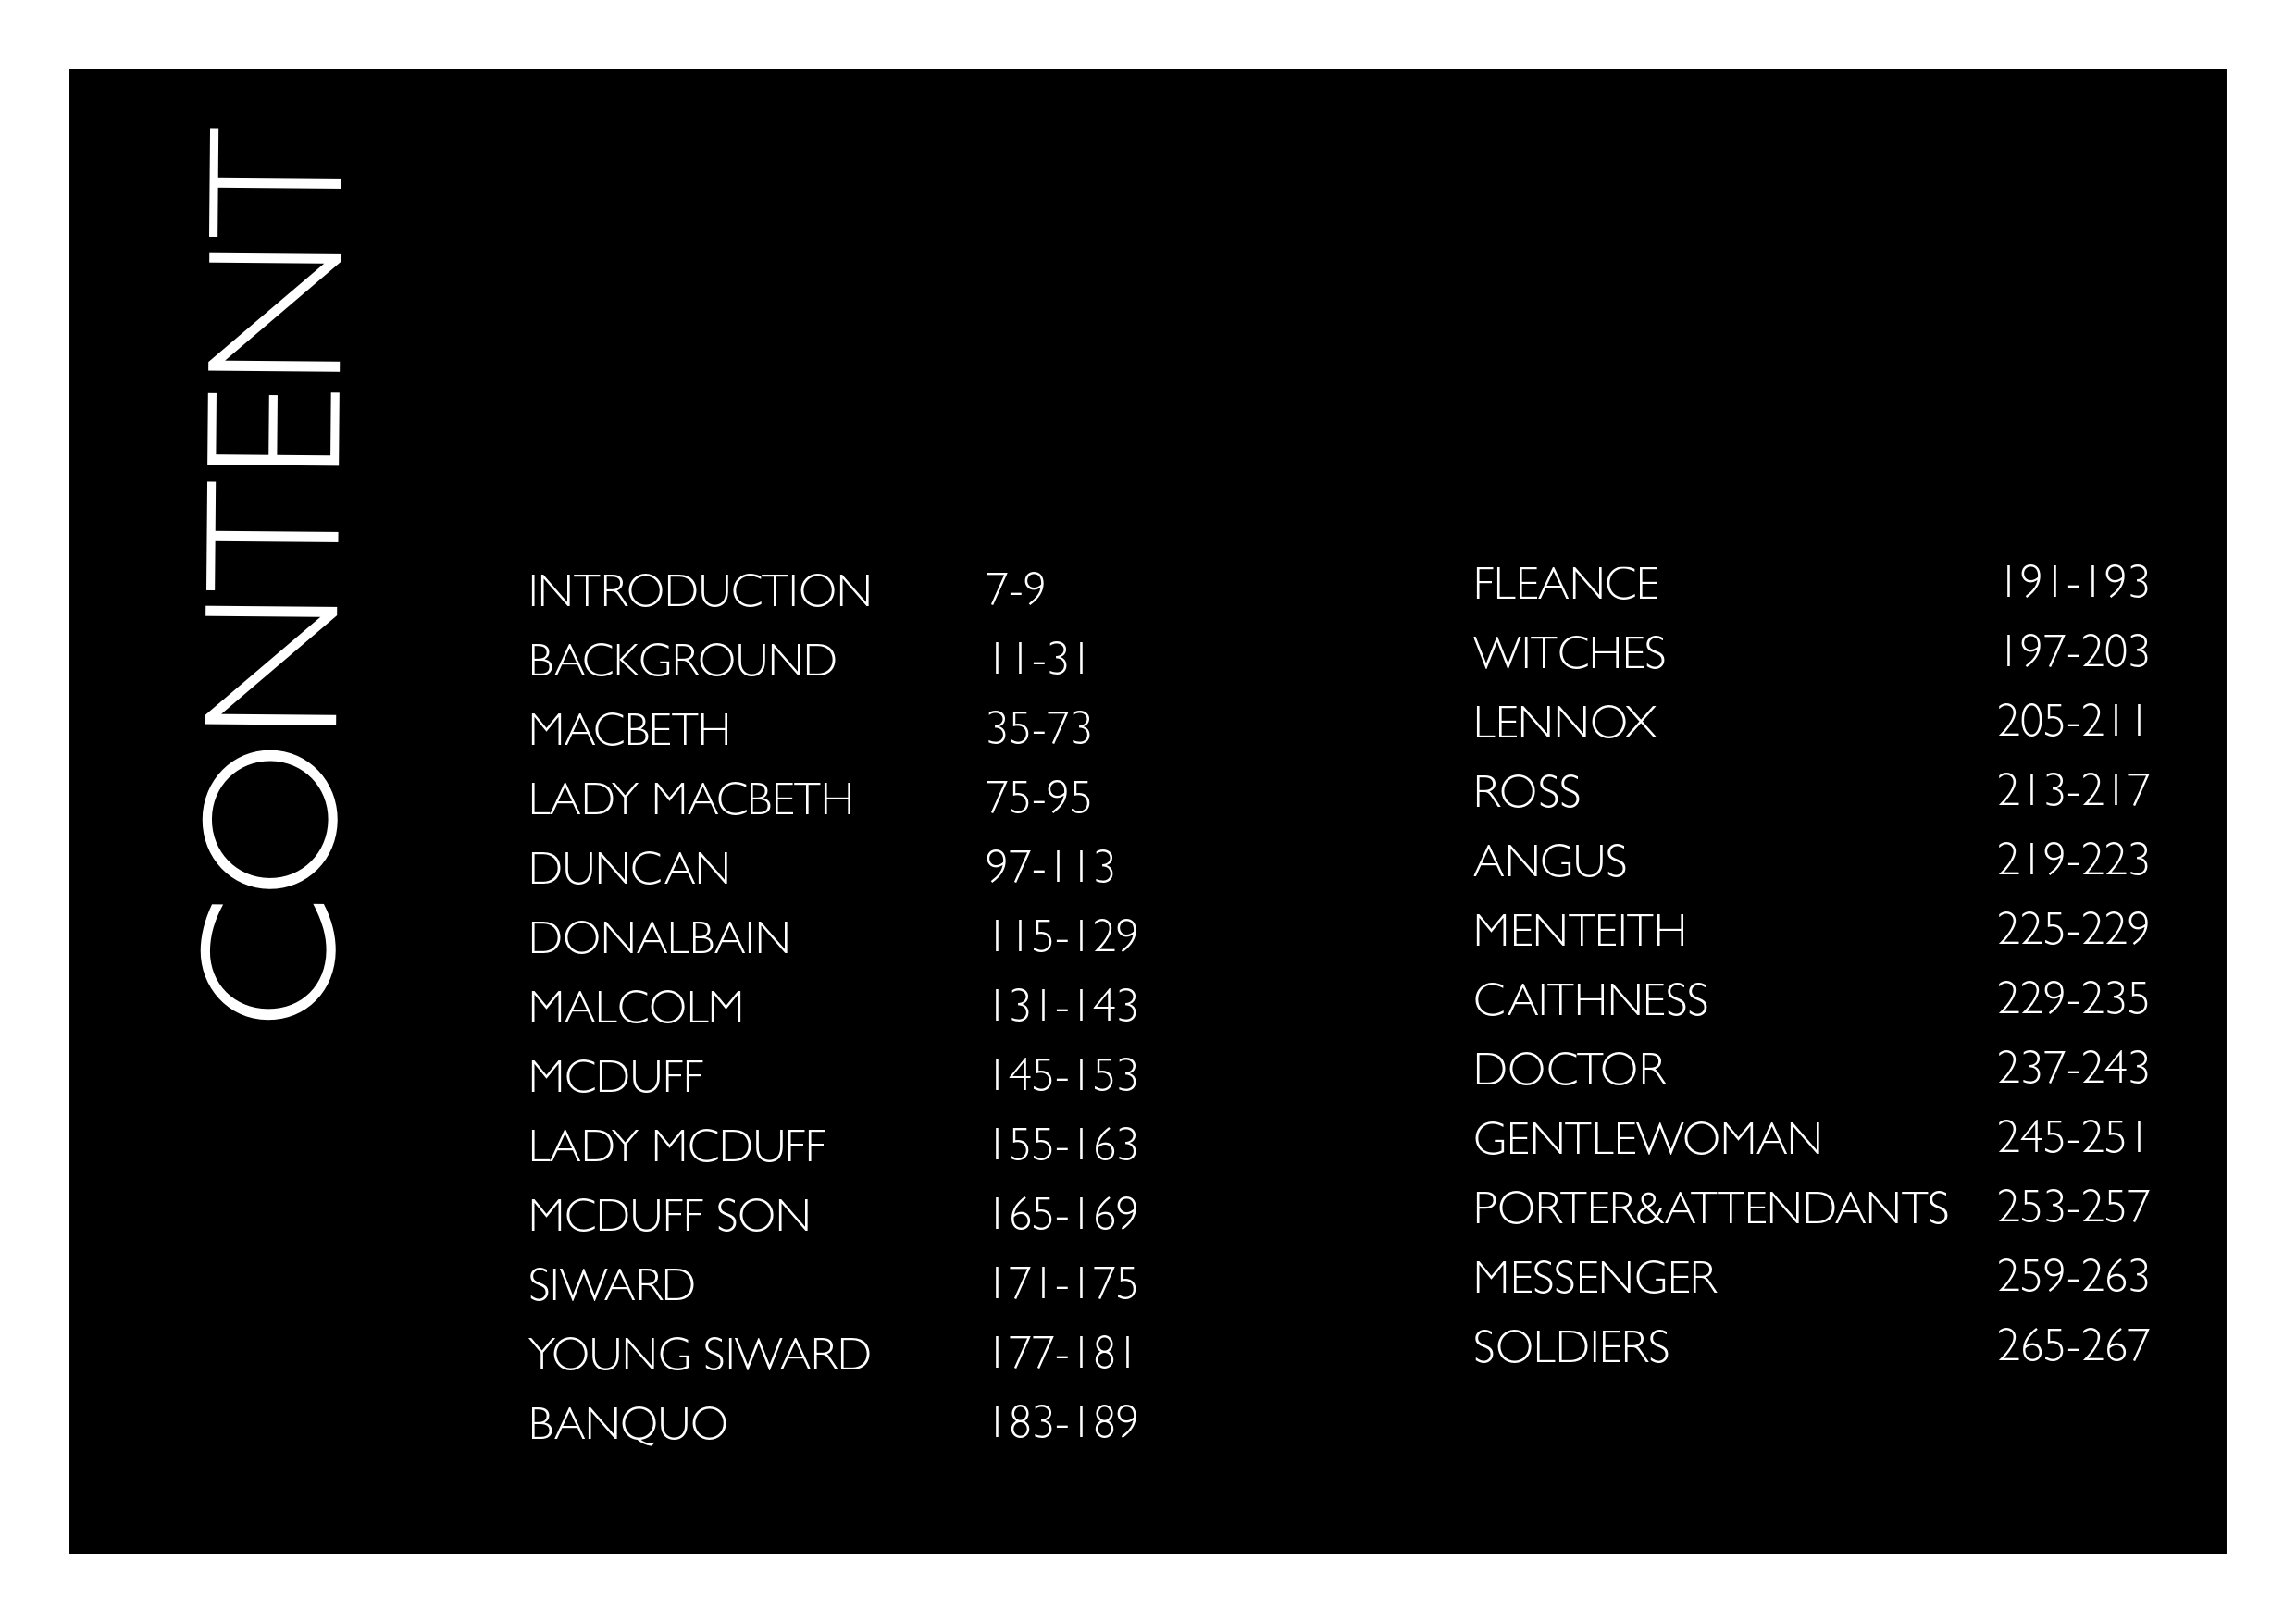 CONTENT
INTRODUCTION 7-9
BACKGROUND 11-31
MACBETH 35-73
LADY MACBETH 75-95
DUNCAN 97-113
DONALBAIN 115-129
MALCOLM 131-143
MCDUFF 145-153
LADY MCDUFF 155-163
MCDUFF SON 165-169
SIWARD 171-175
YOUNG SIWARD 177-181
BANQUO 183-189
FLEANCE 191-193
WITCHES 197-203
LENNOX 205-211
ROSS 213-217
ANGUS 219-223
MENTEITH 225-229
CAITHNESS 229-235
DOCTOR 237-243
GENTLEWOMAN 245-251
PORTER&ATTENDANTS 253-257
MESSENGER 259-263
SOLDIERS 265-267